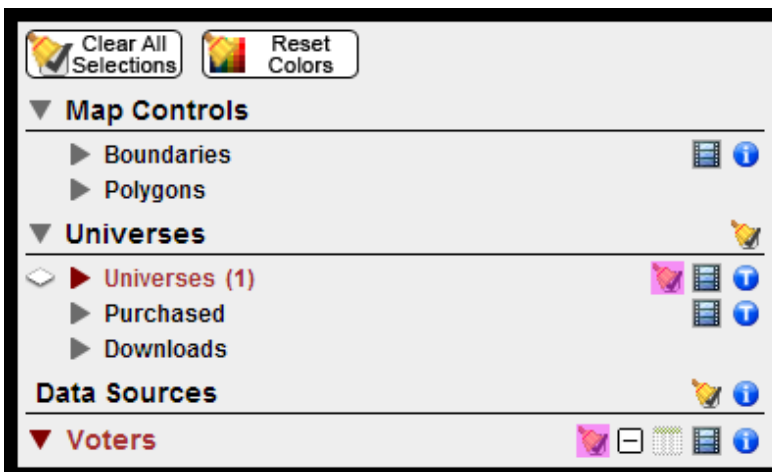 Clear All
Selections
Reset
Colors
Map Controls
Boundaries
Polygons
Universes
Universes (1)
Purchased
Downloads
Data Sources
Voters